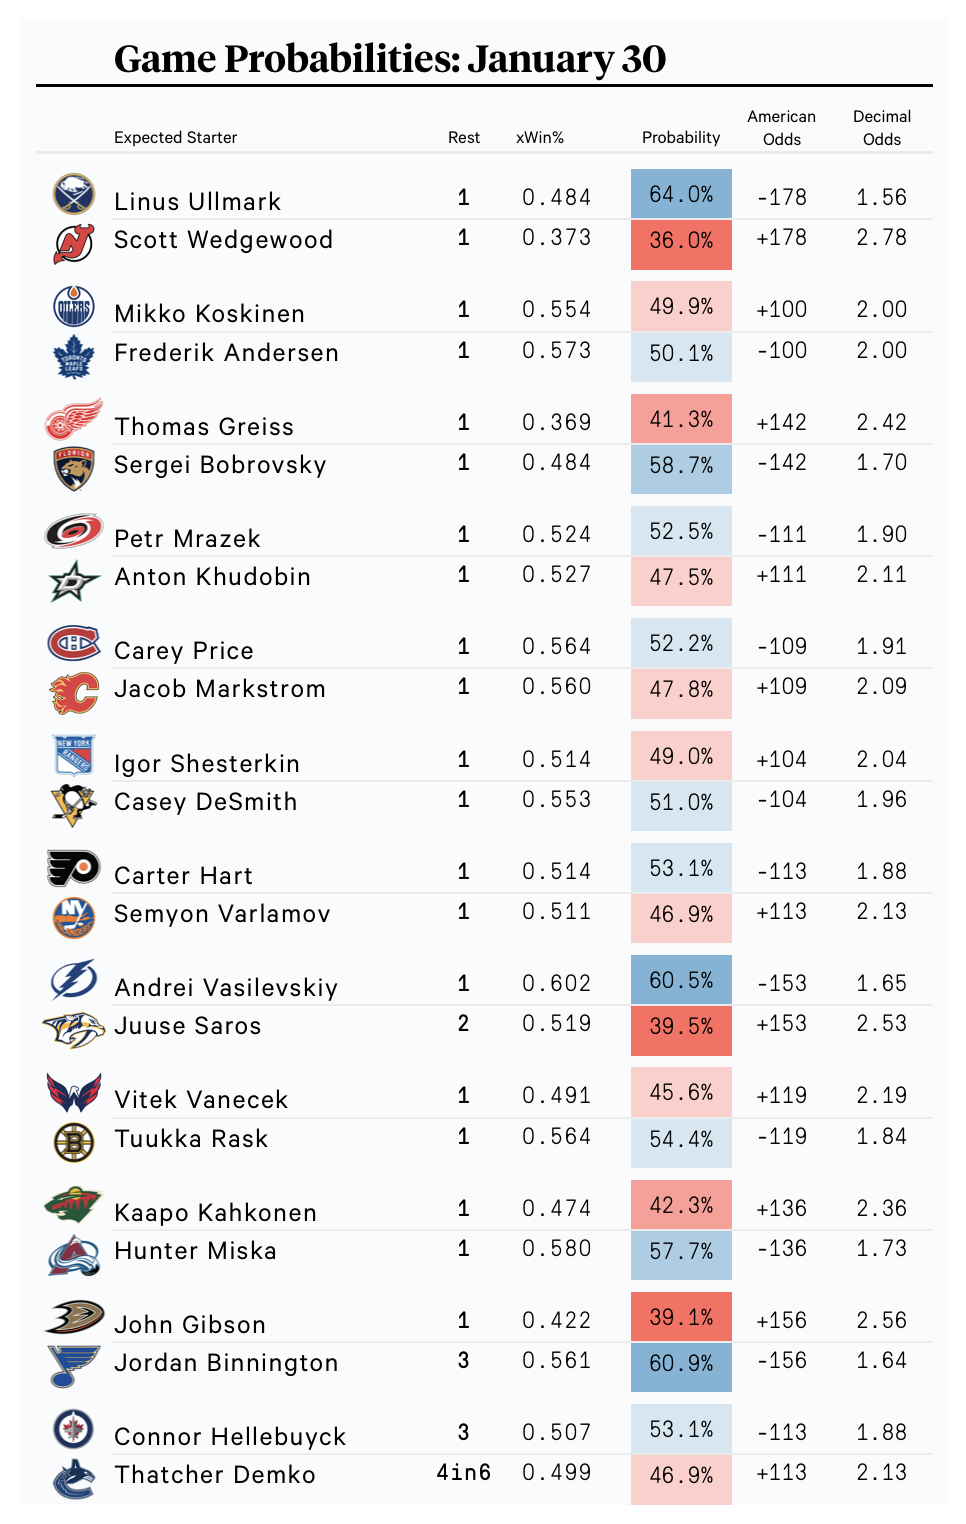 Game Probabilities: January 30
Expected Starter Rest xWin% Probability American Odds Decimal Odds
Linus Ullmark 1 0.484 64.0% -178 1.56
Scott Wedgewood 1 0.373 36.0% +178 2.78
OILERS
Mikko Koskinen 1 0.554 49.9% +100 2.00
TORONTO MAPLE LEAFS
Frederik Andersen 1 0.573 50.1% -100 2.00
Thomas Greiss 1 0.369 41.3% +142 2.42
FLORIDA
Sergei Bobrovsky 1 0.484 58.7% -142 1.70
Petr Mrazek 1 0.524 52.5% -111 1.90
D
Anton Khudobin 1 0.527 47.5% +111 2.11
Carey Price 1 0.564 52.2% -109 1.91
Jacob Markstrom 1 0.560 47.8% +109 2.09
NEW YORK
RANGERS
Igor Shesterkin 1 0.514 49.0% +104 2.04
Casey DeSmith 1 0.553 51.0% -104 1.96
Carter Hart 1 0.514 53.1% -113 1.88
NY
Semyon Varlamov 1 0.511 46.9% +113 2.13
Andrei Vasilevskiy 1 0.602 60.5% -153 1.65
Juuse Saros 2 0.519 39.5% +153 2.53
Vitek Vanecek 1 0.491 45.6% +119 2.19
B
Tuukka Rask 1 0.564 54.4% -119 1.84
Kaapo Kahkonen 1 0.474 42.3% +136 2.36
Hunter Miska 1 0.580 57.7% -136 1.73
John Gibson 1 0.422 39.1% +156 2.56
Jordan Binnington 3 0.561 60.9% -156 1.64
Connor Hellebuyck 3 0.507 53.1% -113 1.88
Thatcher Demko 4in6 0.499 46.9% +113 2.13